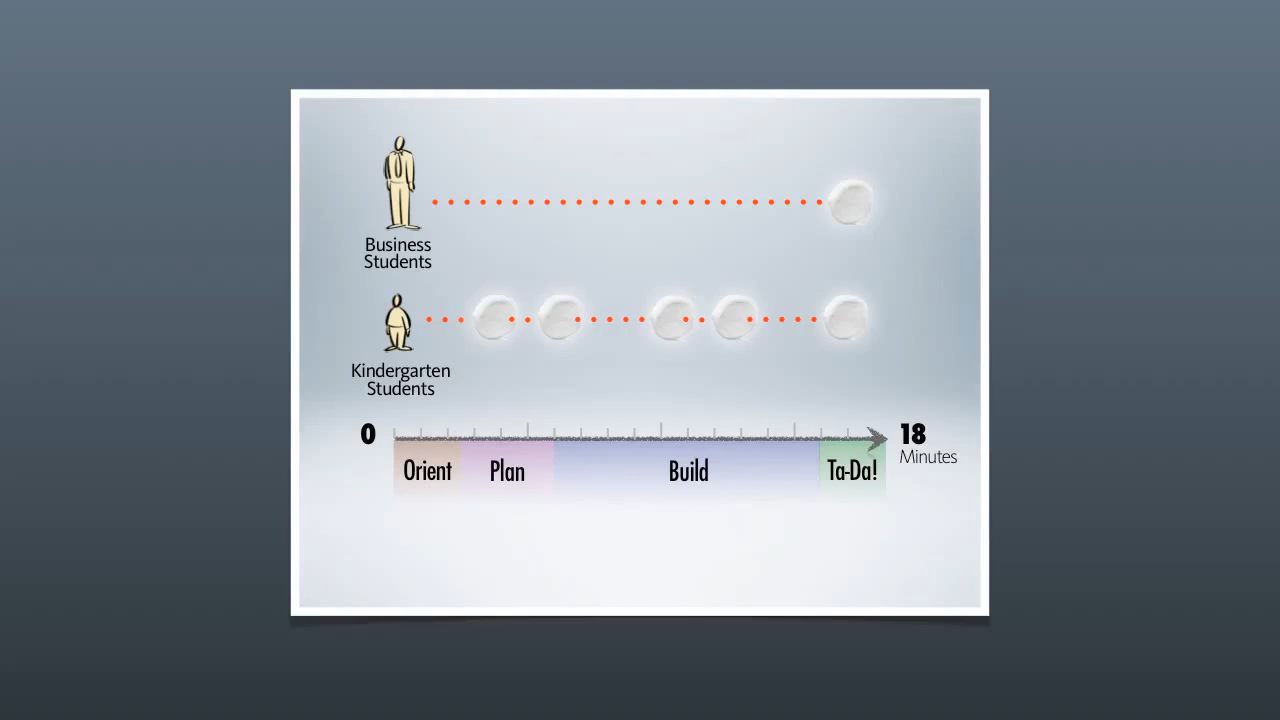 Business
Students
Kindergarten
Students
0
18
Minutes
Orient
Plan
Build
Ta-Da!